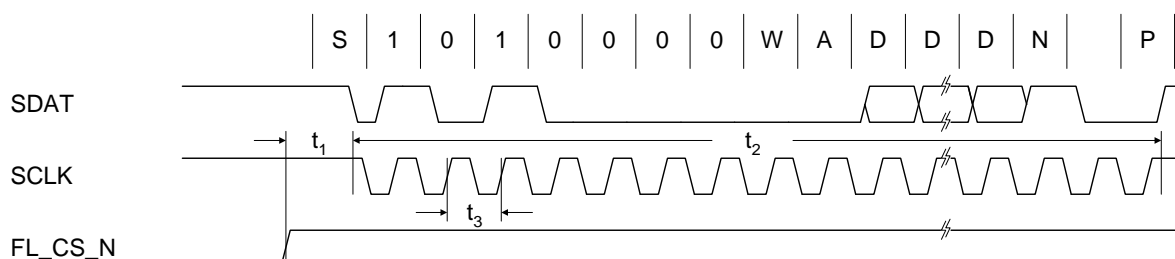 S 1 0 1 0 0 0 0 W A D D D N P
SDAT
t1 t2
SCLK
t3
FL_CS_N